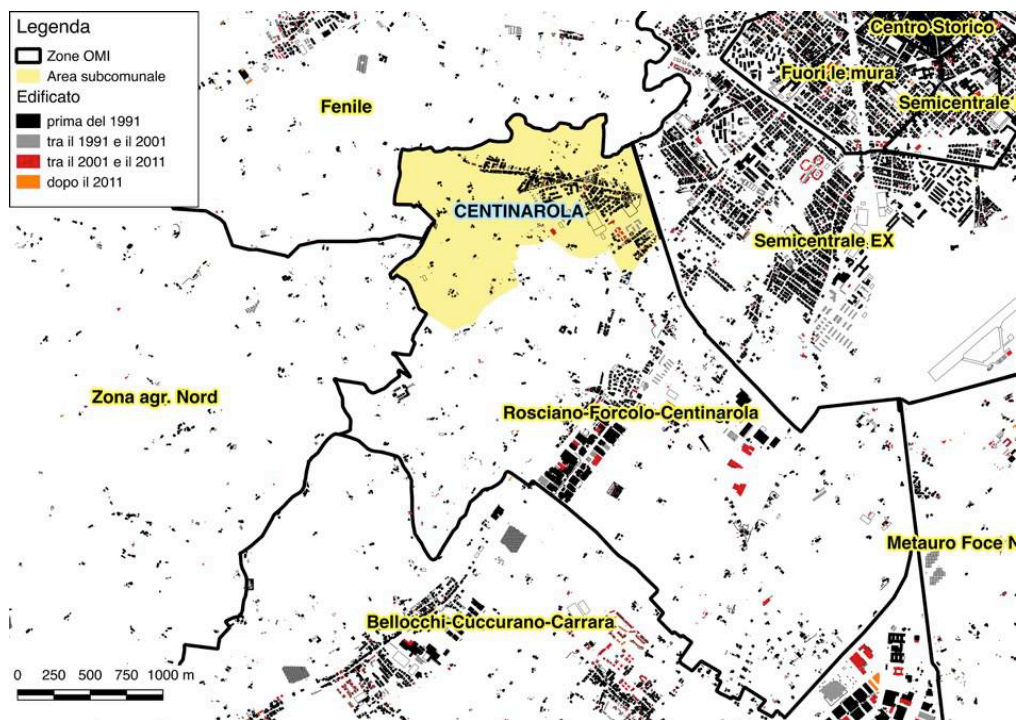 Legenda
Zone OMI
Area subcomunale
Edificato
prima del 1991
tra il 1991 e il 2001
tra il 2001 e il 2011
dopo il 2011
Centro Storico
Fuori le mura
Semicentrale
Fenile
CENTINAROLA
Semicentrale EX
Zona agr. Nord
Rosciano-Forcolo-Centinarola
Metauro Foce N
Bellocchi-Cuccurano-Carrara
0 250 500 750 1000 m